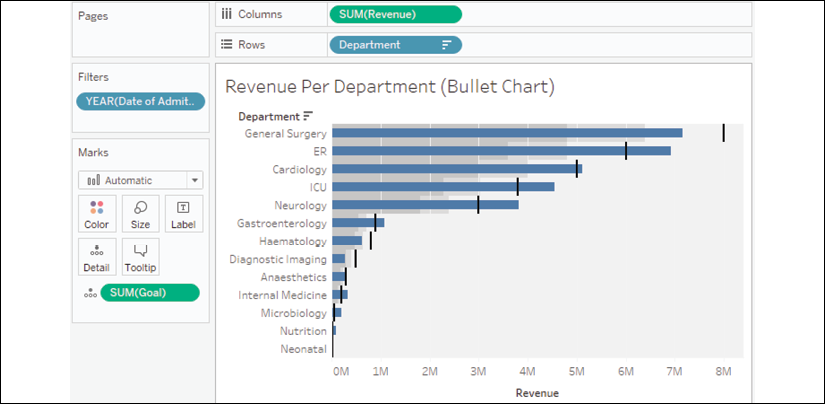 Pages
Columns
SUM(Revenue)
Rows
Department
Filters
YEAR(Date of Admit..
Marks
Automatic
Color
Size
Label
Detail
Tooltip
SUM(Goal)
Revenue Per Department (Bullet Chart)
Department
General Surgery
ER
Cardiology
ICU
Neurology
Gastroenterology
Haematology
Diagnostic Imaging
Anaesthetics
Internal Medicine
Microbiology
Nutrition
Neonatal
0M 1M 2M 3M 4M 5M 6M 7M 8M
Revenue